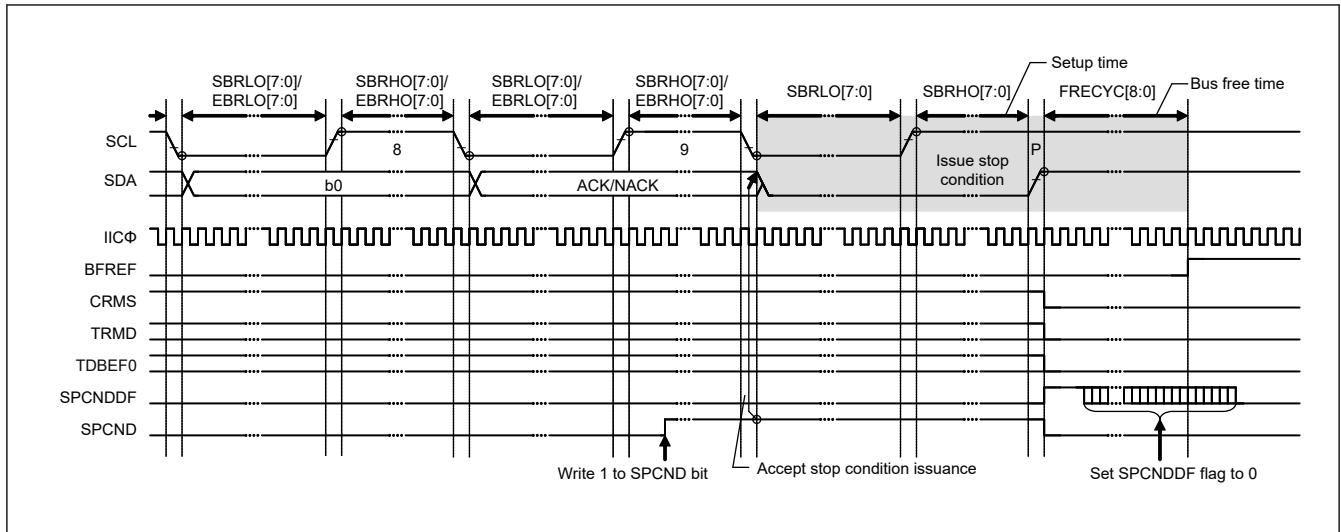 Setup time
Bus free time
SBRLO[7:0]/
EBRLO[7:0]
SBRHO[7:0]/
EBRHO[7:0]
SBRLO[7:0]/
EBRLO[7:0]
SBRHO[7:0]/
EBRHO[7:0]
SBRLO[7:0]
SBRHO[7:0]
FRECYC[8:0]
SCL
8
9
Issue stop
condition
P
SDA
b0
ACK/NACK
IICΦ
BFREF
CRMS
TRMD
TDBEF0
SPCNDDF
SPCND
Write 1 to SPCND bit
Accept stop condition issuance
Set SPCNDDF flag to 0